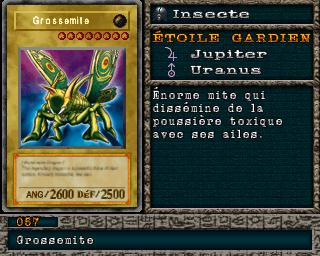 Grossemite
ANG/2600 DÉF/2500
Insecte
ÉTOILE GARDIEN
Jupiter
Uranus
Énorme mite qui
dissémine de la
poussière toxique
avec ses ailes.
057
Grossemite